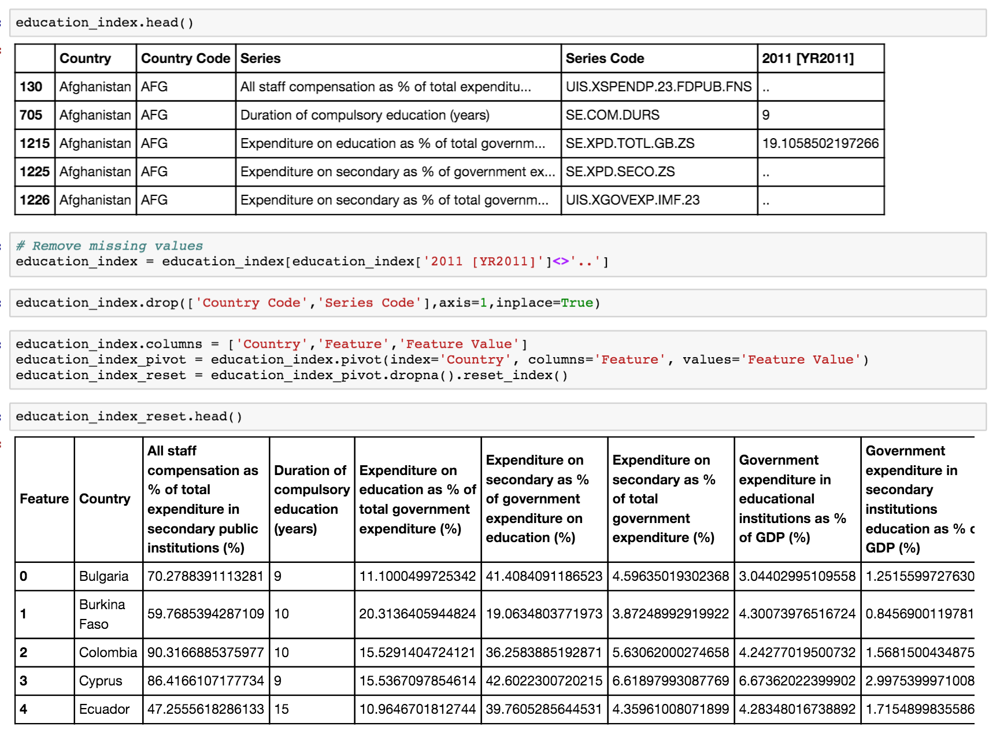 education_index.head()
Country Country Code Series Series Code 2011 [YR2011]
130 Afghanistan AFG All staff compensation as % of total expenditu... UIS.XSPENDP.23.FDPUB.FNS ..
705 Afghanistan AFG Duration of compulsory education (years) SE.COM.DURS 9
1215 Afghanistan AFG Expenditure on education as % of total governm... SE.XPD.TOTL.GB.ZS 19.1058502197266
1225 Afghanistan AFG Expenditure on secondary as % of government ex... SE.XPD.SECO.ZS ..
1226 Afghanistan AFG Expenditure on secondary as % of total governm... UIS.XGOVEXP.IMF.23 ..
# Remove missing values
education_index = education_index[education_index['2011 [YR2011]']<>'..']
education_index.drop(['Country Code','Series Code'],axis=1,inplace=True)
education_index.columns = ['Country','Feature','Feature Value']
education_index_pivot = education_index.pivot(index='Country', columns='Feature', values='Feature Value')
education_index_reset = education_index_pivot.dropna().reset_index()
education_index_reset.head()
Feature
Country
All staff
compensation as
% of total
expenditure in
secondary public
institutions (%)
Duration of
compulsory
education
(years)
Expenditure on
education as % of
total government
expenditure (%)
Expenditure on
secondary as %
of government
expenditure on
education (%)
Expenditure on
secondary as %
of total
government
expenditure (%)
Government
expenditure in
educational
institutions as %
of GDP (%)
Government
expenditure in
secondary
institutions
education as %
GDP (%)
0 Bulgaria 70.2788391113281 9 11.1000499725342 41.4084091186523 4.59635019302368 3.04402995109558 1.2515599727630
1 Burkina Faso 59.7685394287109 10 20.3136405944824 19.0634803771973 3.87248992919922 4.30073976516724 0.8456900119781
2 Colombia 90.3166885375977 10 15.5291404724121 36.2583885192871 5.63062000274658 4.24277019500732 1.5681500434875
3 Cyprus 86.4166107177734 9 15.5367097854614 42.6022300720215 6.61897993087769 6.67362022399902 2.9975399971008
4 Ecuador 47.2555618286133 15 10.9646701812744 39.7605285644531 4.35961008071899 4.28348016738892 1.7154899835586